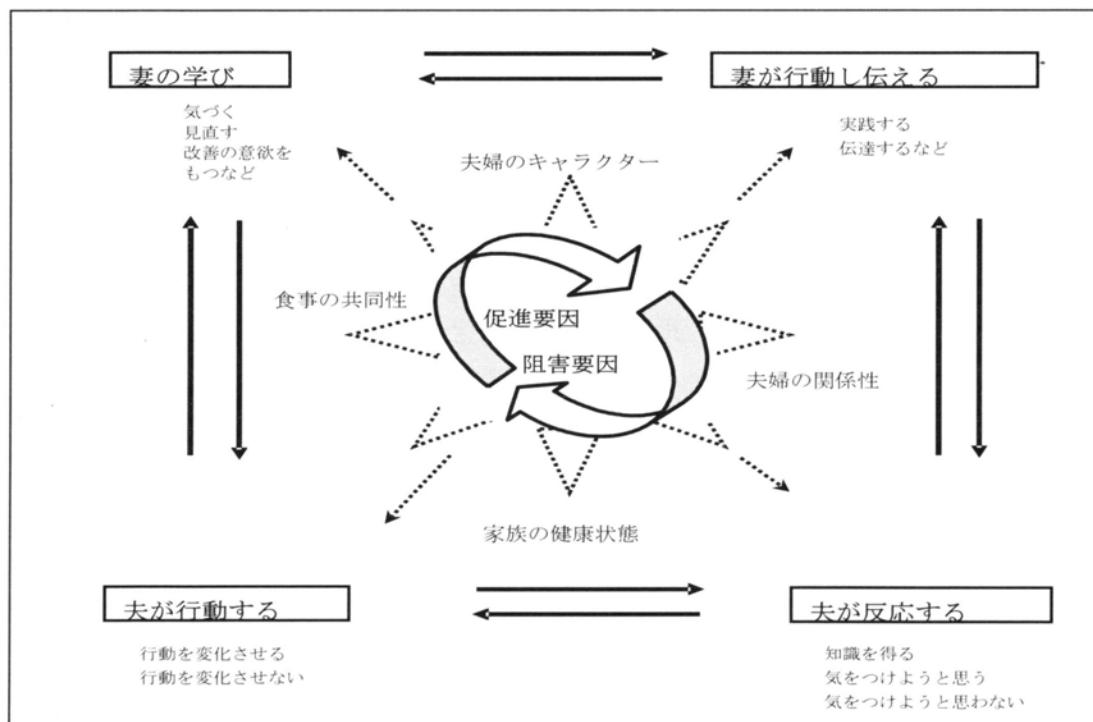 妻の学び
気づく
見直す
改善の意欲を
もつなど
妻が行動し伝える
実践する
伝達するなど
夫婦のキャラクター
食事の共同性
促進要因
阻害要因
夫婦の関係性
家族の健康状態
夫が行動する
行動を変化させる
行動を変化させない
夫が反応する
知識を得る
気をつけようと思う
気をつけようと思わない